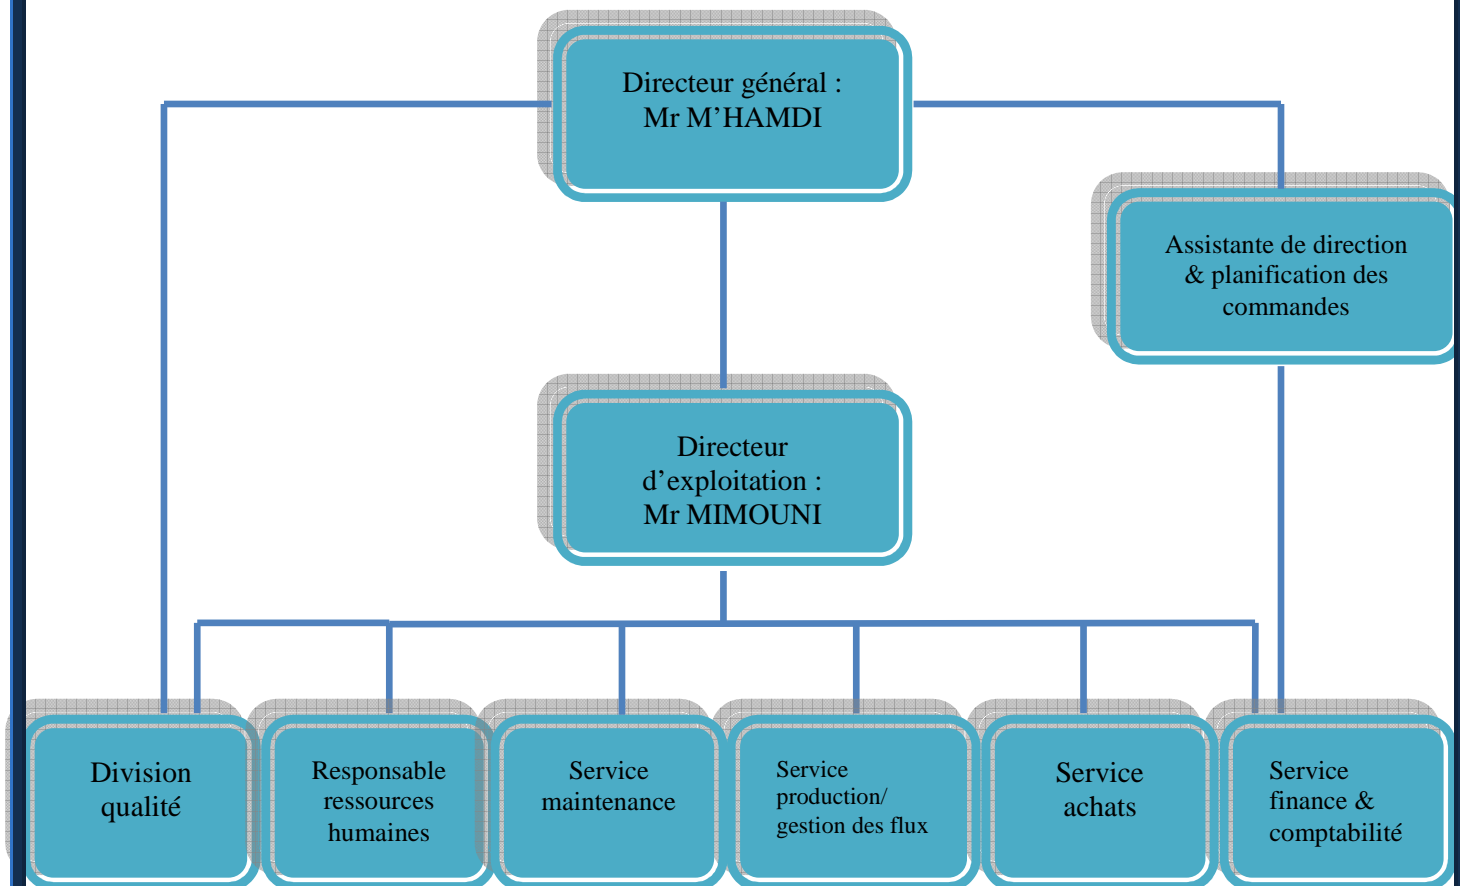 Directeur général :
Mr M’HAMDI
Assistante de direction
& planification des
commandes
Directeur
d’exploitation :
Mr MIMOUNI
Division
qualité
Responsable
ressources
humaines
Service
maintenance
Service
production/
gestion des flux
Service
achats
Service
finance &
comptabilité